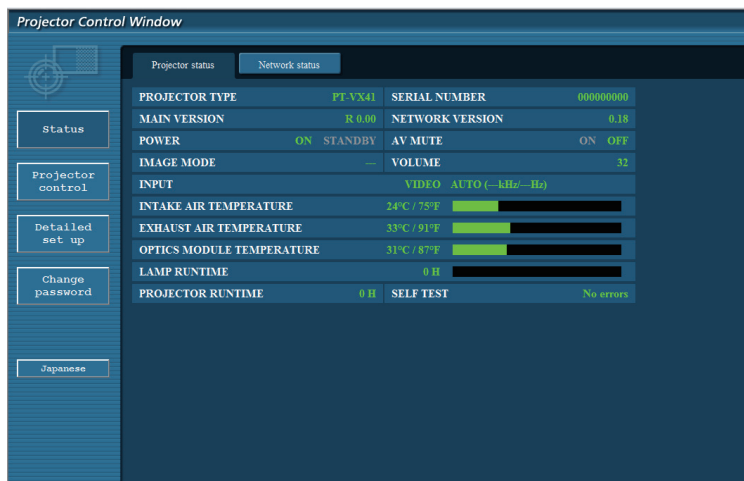 Projector Control Window
Projector status Network status
Status
Projector
control
Detailed
set up
Change
password
Japanese
PROJECTOR TYPE PT-VX41 SERIAL NUMBER 000000000
MAIN VERSION R 0.00 NETWORK VERSION 0.18
POWER ON STANDBY AV MUTE ON OFF
IMAGE MODE — VOLUME 32
INPUT VIDEO AUTO (—kHz/—Hz)
INTAKE AIR TEMPERATURE 24°C / 75°F
EXHAUST AIR TEMPERATURE 33°C / 91°F
OPTICS MODULE TEMPERATURE 31°C / 87°F
LAMP RUNTIME 0 H
PROJECTOR RUNTIME 0 H SELF TEST No errors